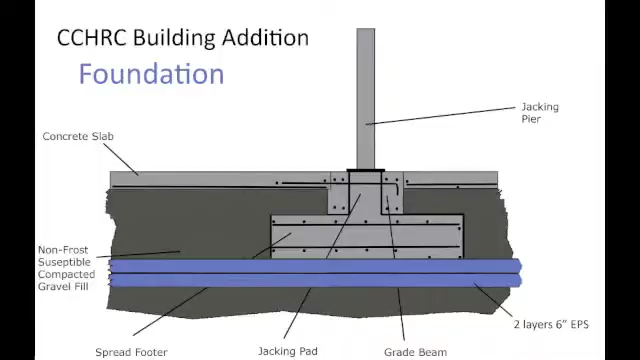 CCHRC Building Addition
Foundation
Jacking
Pier
Concrete Slab
Non-Frost
Suseptible
Compacted
Gravel Fill
2 layers 6” EPS
Spread Footer
Jacking Pad
Grade Beam